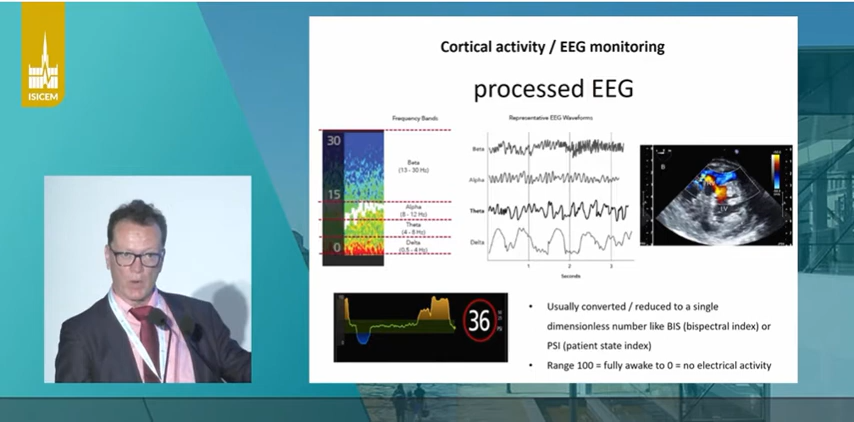 ISICEM
Cortical activity / EEG monitoring
processed EEG
Frequency Bands
30
15
0
Beta
(13 - 30 Hz)
Alpha
(8 - 12 Hz)
Theta
(4 - 8 Hz)
Delta
(0.5 - 4 Hz)
Representative EEG Waveforms
Beta
Alpha
Theta
Delta
1 2 3
Seconds
B
LV
36
• Usually converted / reduced to a single
dimensionless number like BIS (bispectral index) or
PSI (patient state index)
• Range 100 = fully awake to 0 = no electrical activity